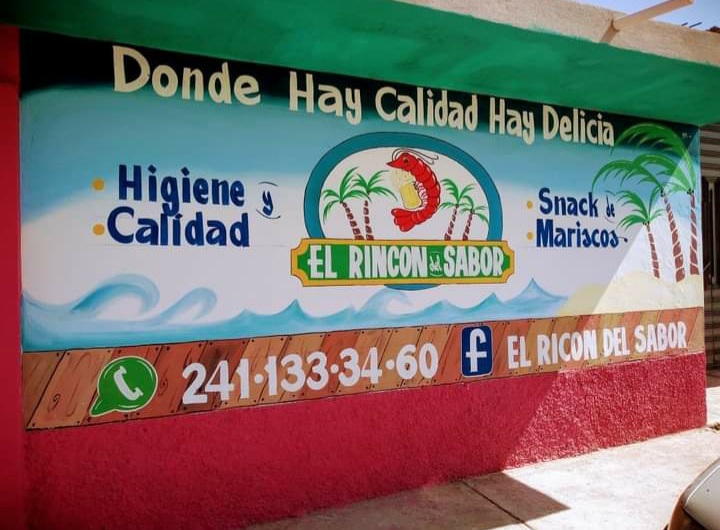 Donde Hay Calidad Hay Delicia
• Higiene y
• Calidad
EL RINCON del SABOR
• Snack de
• Mariscos
241•133•34•60
f EL RICON DEL SABOR